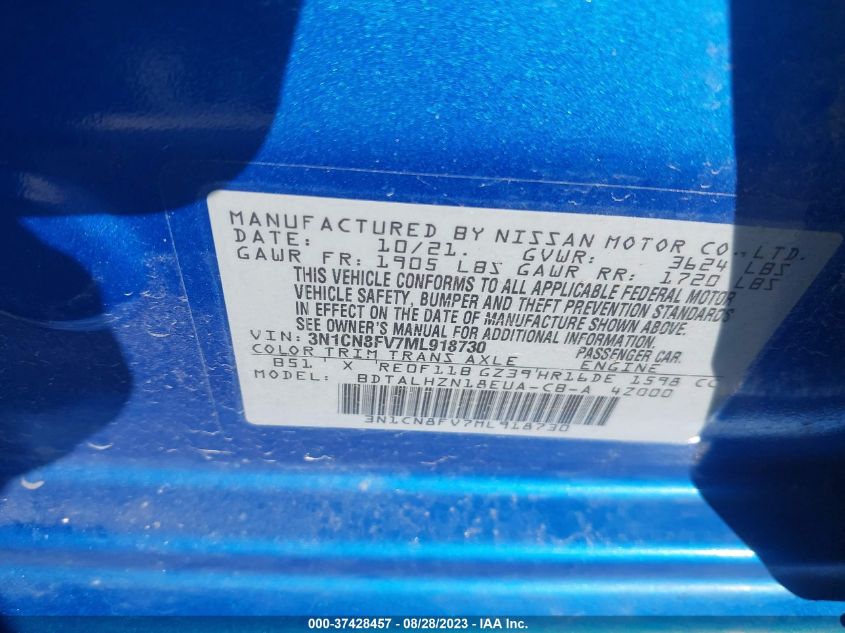 MANUFACTURED BY NISSAN MOTOR CO., LTD.
DATE: 10/21. GVWR: 3624 LBS
GAWR FR: 1905 LBS GAWR RR: 1720 LBS
THIS VEHICLE CONFORMS TO ALL APPLICABLE FEDERAL MOTOR
VEHICLE SAFETY, BUMPER AND THEFT PREVENTION STANDARDS
IN EFFECT ON THE DATE OF MANUFACTURE SHOWN ABOVE.
SEE OWNER'S MANUAL FOR ADDITIONAL INFORMATION.
VIN: 3N1CN8FV7ML918730 PASSENGER CAR
COLOR TRIM TRANS AXLE ENGINE
B51 X RE0F11B GZ39 HR16DE 1598 CC
MODEL: BDTALHZN18EUA-CB-A 42000
3N1CN8FV7ML918730
000-37428457 - 08/28/2023 - IAA Inc.